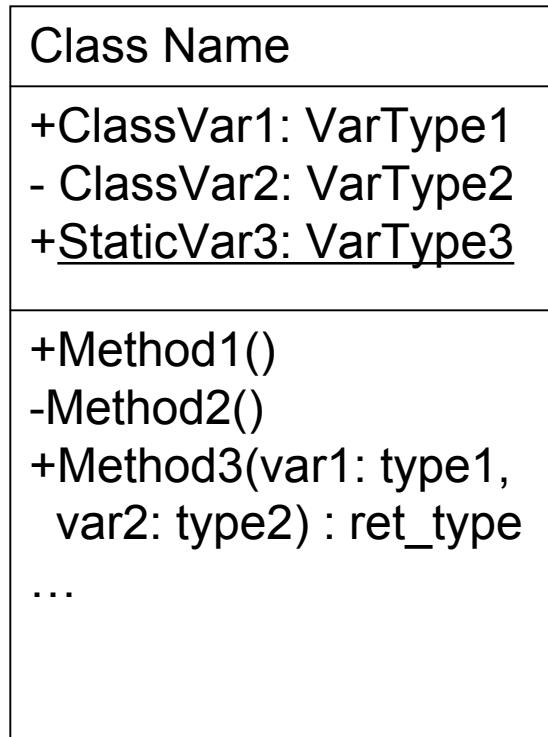 Class Name
+ClassVar1: VarType1
- ClassVar2: VarType2
+StaticVar3: VarType3
+Method1()
-Method2()
+Method3(var1: type1,
var2: type2) : ret_type
…